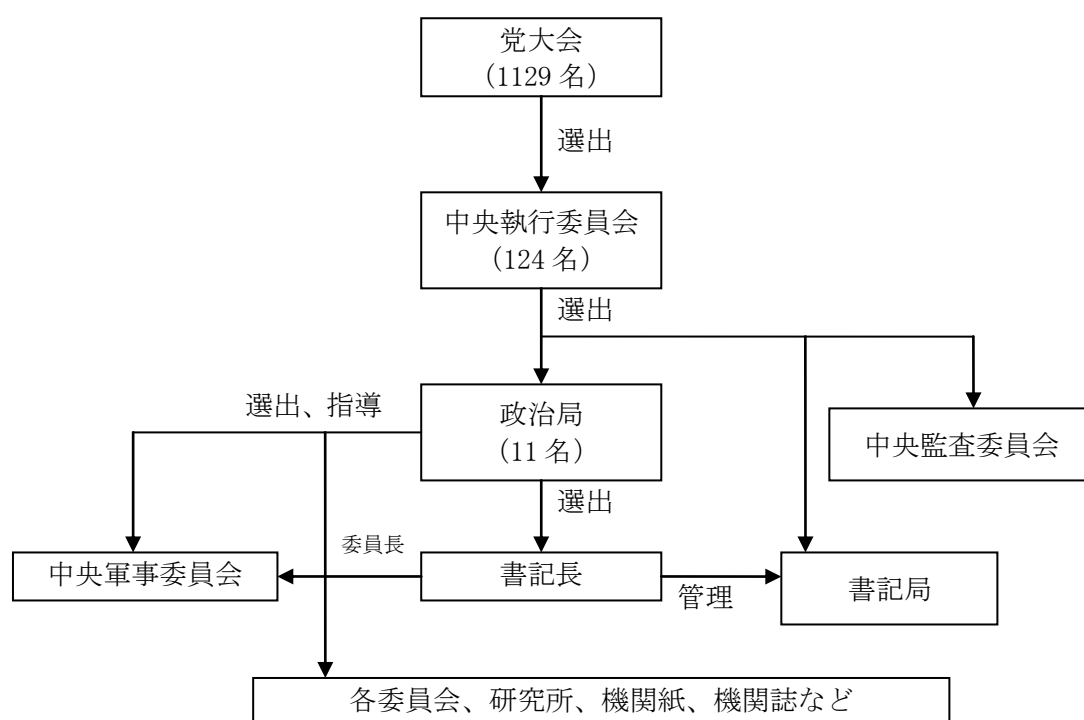 党大会
（1129 名）
選出
中央執行委員会
（124 名）
選出
選出、指導
政治局
（11 名）
中央監査委員会
選出
委員長
中央軍事委員会
書記長
管理
書記局
各委員会、研究所、機関紙、機関誌など